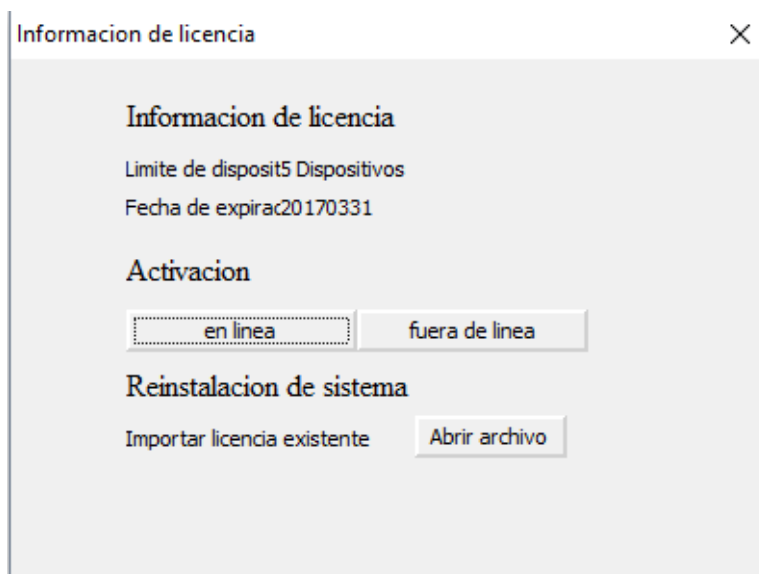 Informacion de licencia
Informacion de licencia
Limite de disposit5 Dispositivos
Fecha de expirac20170331
Activacion
en linea fuera de linea
Reinstalacion de sistema
Importar licencia existente Abrir archivo